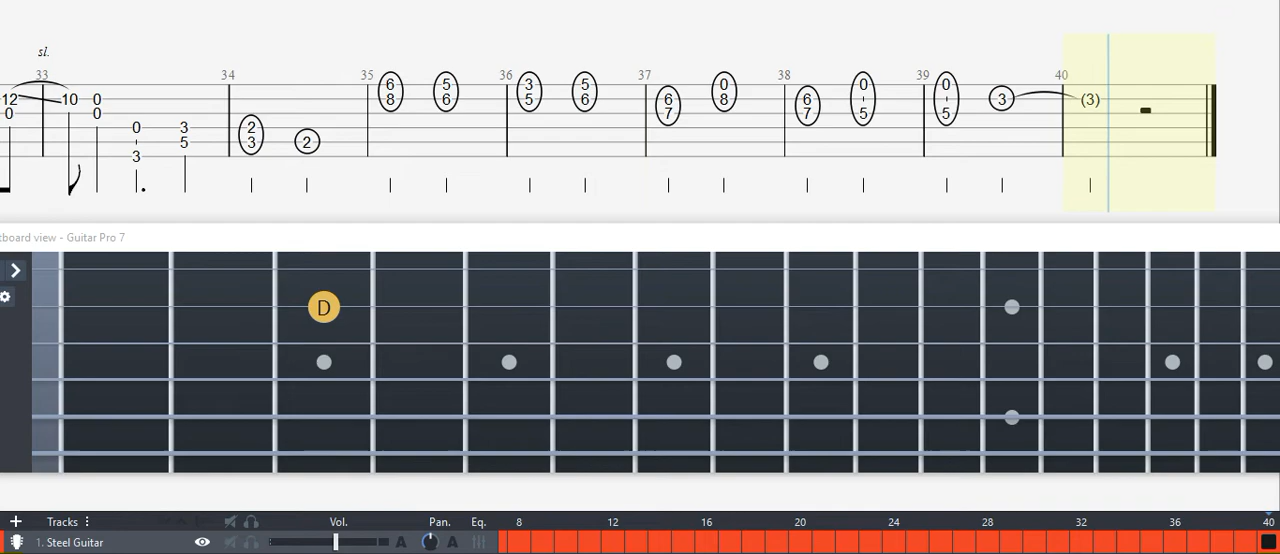 sl.
33 34 35 36 37 38 39 40
6 5 3 5 0 0 0
12 10 0 8 6 5 6 6 8 6 3 (3)
0 0 7 7 5 5
0 3 2
5 3 2
3
tboard view - Guitar Pro 7
D
Tracks Vol. Pan. Eq. 8 12 16 20 24 28 32 36 40
1. Steel Guitar A A